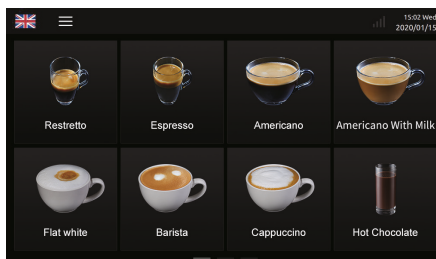 15:02 Wed
2020/01/15
Restretto
Espresso
Americano
Americano With Milk
Flat white
Barista
Cappuccino
Hot Chocolate